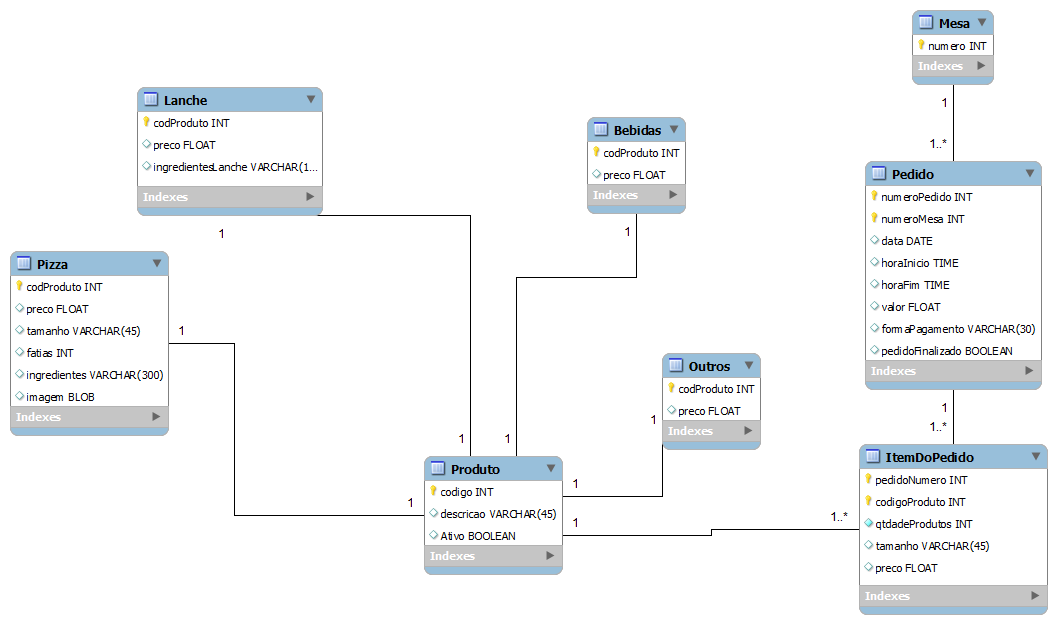 Mesa
numero INT
Indexes
1
1..*
Lanche
codProduto INT
preco FLOAT
ingredientesLanche VARCHAR(1...
Indexes
1
Bebidas
codProduto INT
preco FLOAT
Indexes
1
Pedido
numeroPedido INT
numeroMesa INT
data DATE
horaInicio TIME
horaFim TIME
valor FLOAT
formaPagamento VARCHAR(30)
pedidoFinalizado BOOLEAN
Indexes
1
1..*
Pizza
codProduto INT
preco FLOAT
tamanho VARCHAR(45)
fatias INT
ingredientes VARCHAR(300)
imagem BLOB
Indexes
1
Outros
codProduto INT
preco FLOAT
Indexes
1
1
1
1
Produto
codigo INT
descricao VARCHAR(45)
Ativo BOOLEAN
Indexes
1
1
1..*
ItemDoPedido
pedidoNumero INT
codigoProduto INT
qtdadeProdutos INT
tamanho VARCHAR(45)
preco FLOAT
Indexes